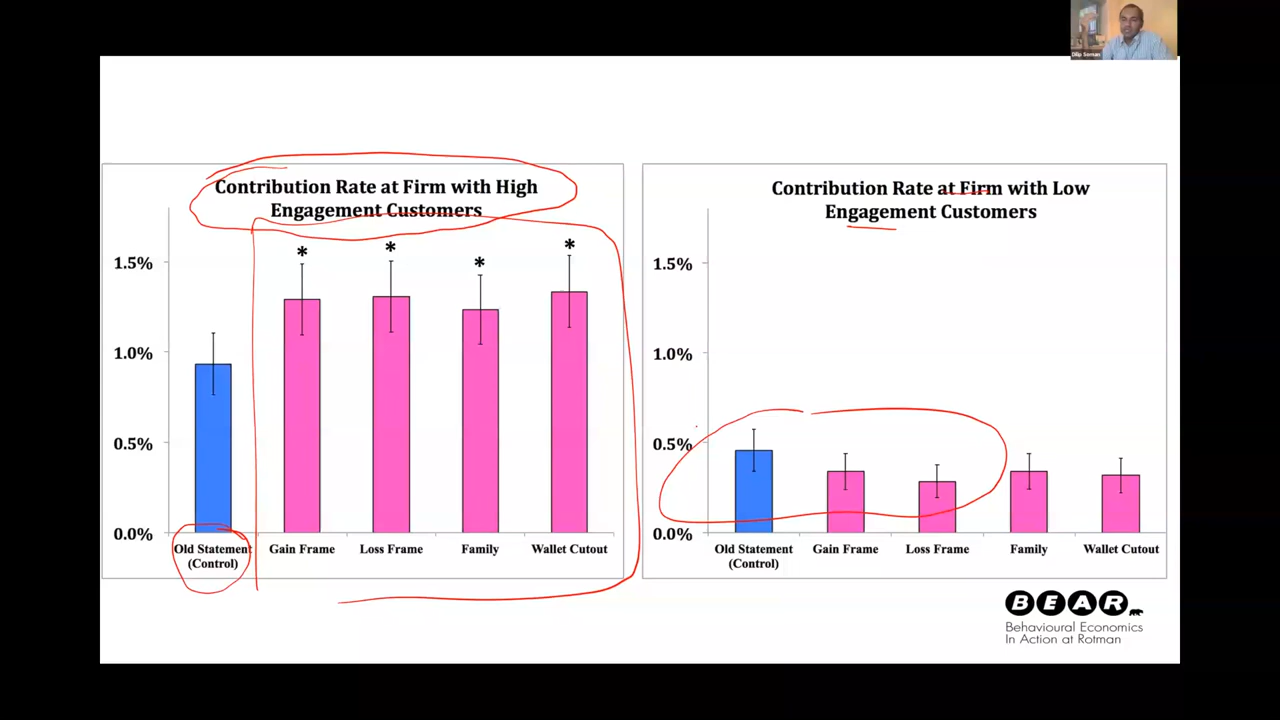 Dilip Soman
Contribution Rate at Firm with High
Engagement Customers
1.5%
1.0%
0.5%
0.0%
*
*
*
*
Old Statement
(Control)
Gain Frame
Loss Frame
Family
Wallet Cutout
Contribution Rate at Firm with Low
Engagement Customers
1.5%
1.0%
0.5%
0.0%
Old Statement
(Control)
Gain Frame
Loss Frame
Family
Wallet Cutout
BEAR
Behavioural Economics
In Action at Rotman